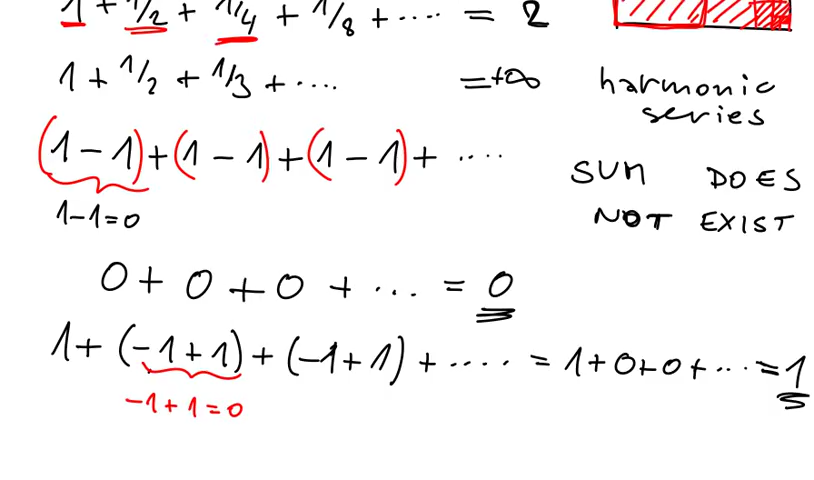 1 + 1/2 + 1/4 + 1/8 + .... = 2
1 + 1/2 + 1/3 + .... = +∞ harmonic
series
(1 - 1) + (1 - 1) + (1 - 1) + ....
SUM DOES
1-1=0
NOT EXIST
0 + 0 + 0 + ... = 0
1 + (-1+1) + (-1+1) + .... = 1+0+0+... = 1
-1+1=0